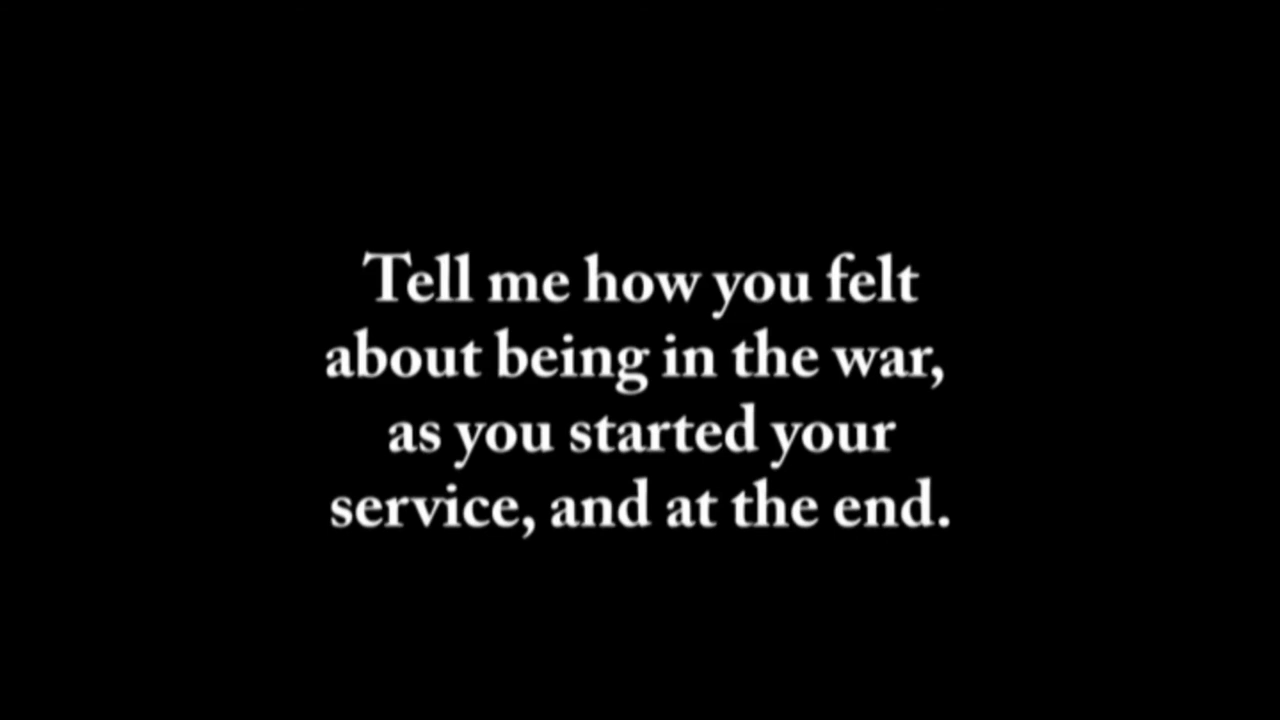 Tell me how you felt
about being in the war,
as you started your
service, and at the end.